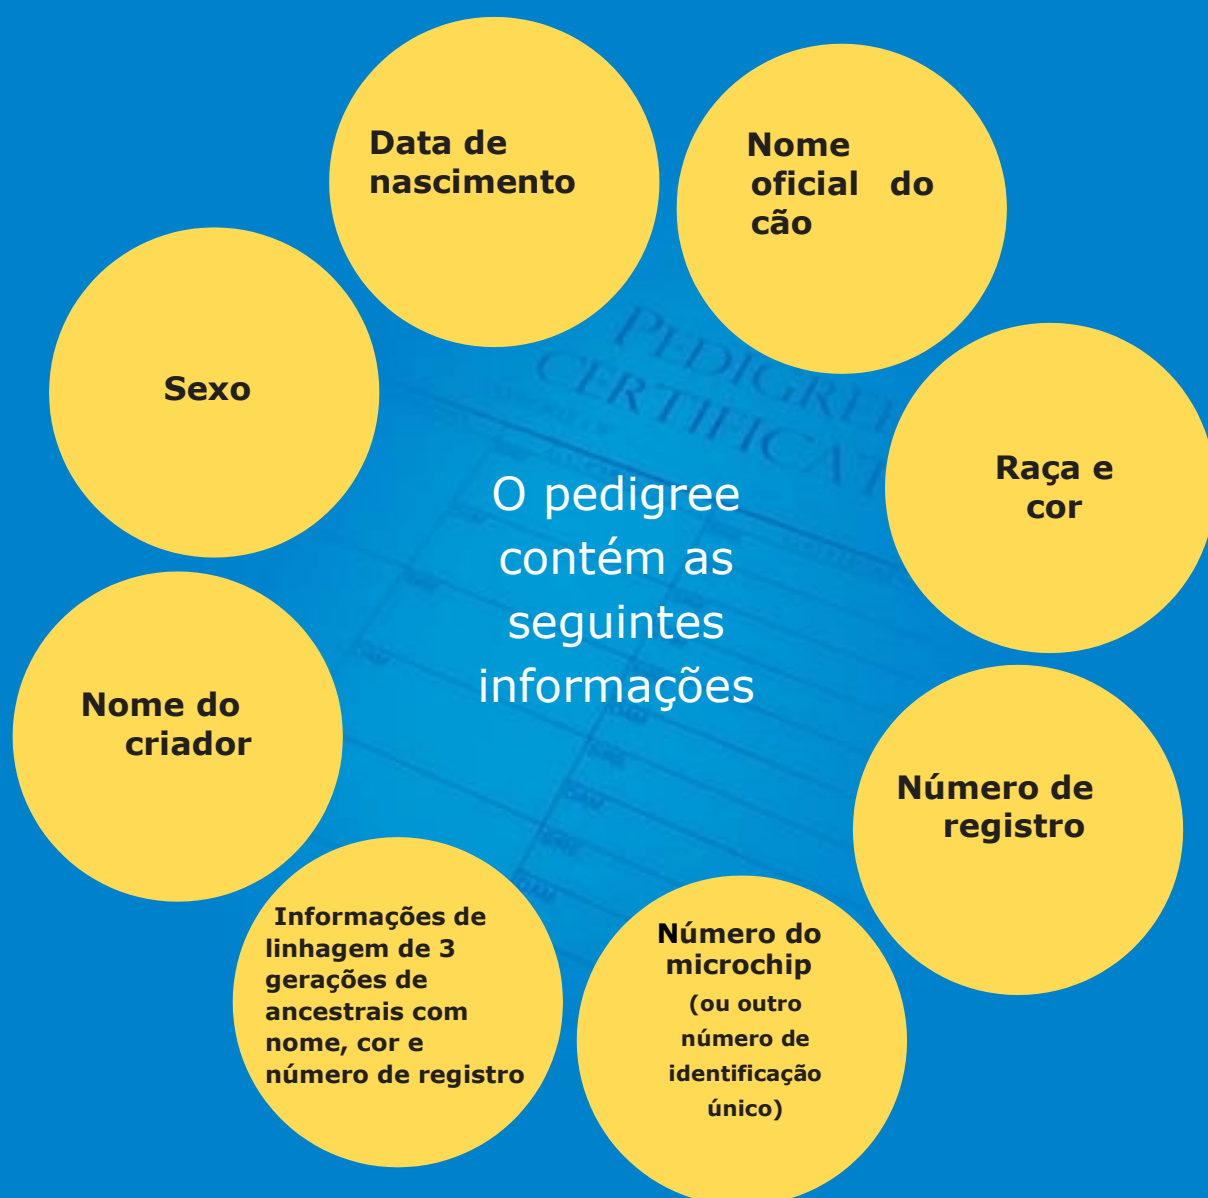 Data de
nascimento
Nome
oficial do
cão
Sexo
PEDIGREE
CERTIFICAT
Raça e
cor
O pedigree
contém as
seguintes
informações
Nome do
criador
Número de
registro
Informações de
linhagem de 3
gerações de
ancestrais com
nome, cor e
número de registro
Número do
microchip
(ou outro
número de
identificação
único)